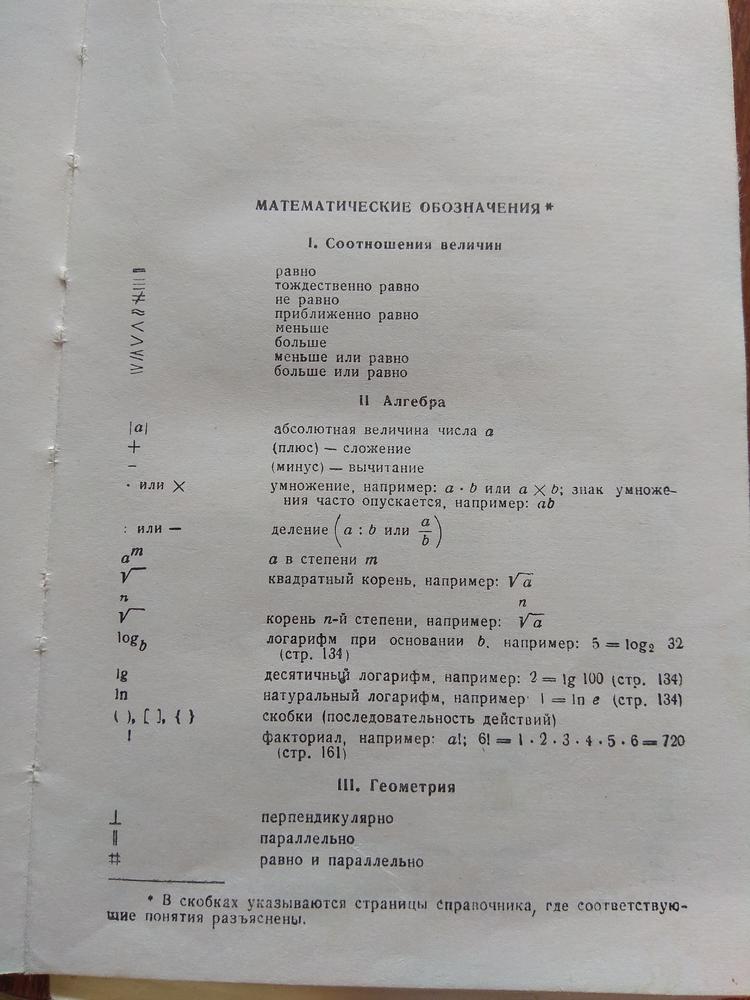 МАТЕМАТИЧЕСКИЕ ОБОЗНАЧЕНИЯ *
I. Соотношения величин
= равно
≡ тождественно равно
≠ не равно
≈ приближенно равно
< меньше
> больше
≤ меньше или равно
≥ больше или равно
II Алгебра
|a| абсолютная величина числа a
+ (плюс) — сложение
− (минус) — вычитание
· или × умножение, например: a · b или a × b; знак умноже-
ния часто опускается, например: ab
: или — деление (a : b или a/b)
a^m a в степени m
√ квадратный корень, например: √a
ⁿ√ корень n-й степени, например: ⁿ√a
log_b логарифм при основании b, например: 5 = log₂ 32
(стр. 134)
lg десятичный логарифм, например: 2 = lg 100 (стр. 134)
ln натуральный логарифм, например· 1 = ln e (стр. 134)
( ), [ ], { } скобки (последовательность действий)
! факториал, например: a!; 6! = 1 · 2 · 3 · 4 · 5 · 6 = 720
(стр. 161)
III. Геометрия
⊥ перпендикулярно
∥ параллельно
⋕ равно и параллельно
* В скобках указываются страницы справочника, где соответствую-
щие понятия разъяснены.